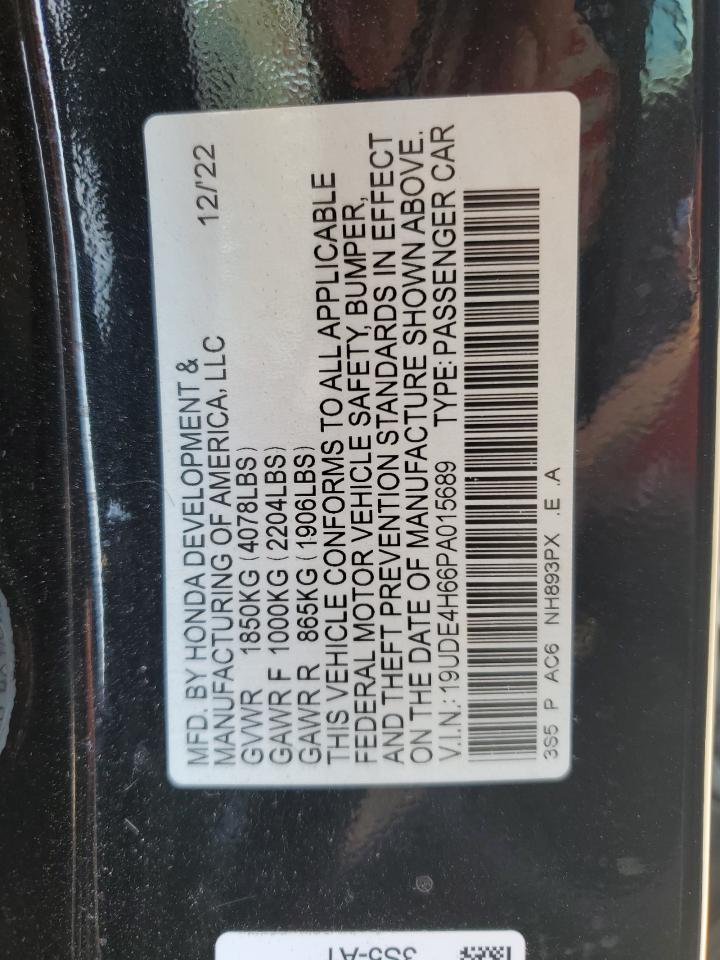 MFD. BY HONDA DEVELOPMENT &
MANUFACTURING OF AMERICA, LLC 12/'22
GVWR 1850KG (4078LBS)
GAWR F 1000KG (2204LBS)
GAWR R 865KG (1906LBS)
THIS VEHICLE CONFORMS TO ALL APPLICABLE
FEDERAL MOTOR VEHICLE SAFETY, BUMPER,
AND THEFT PREVENTION STANDARDS IN EFFECT
ON THE DATE OF MANUFACTURE SHOWN ABOVE.
V.I.N.: 19UDE4H66PA015689 TYPE: PASSENGER CAR
3S5 P AC6 NH893PX .E .A
3S5-A1